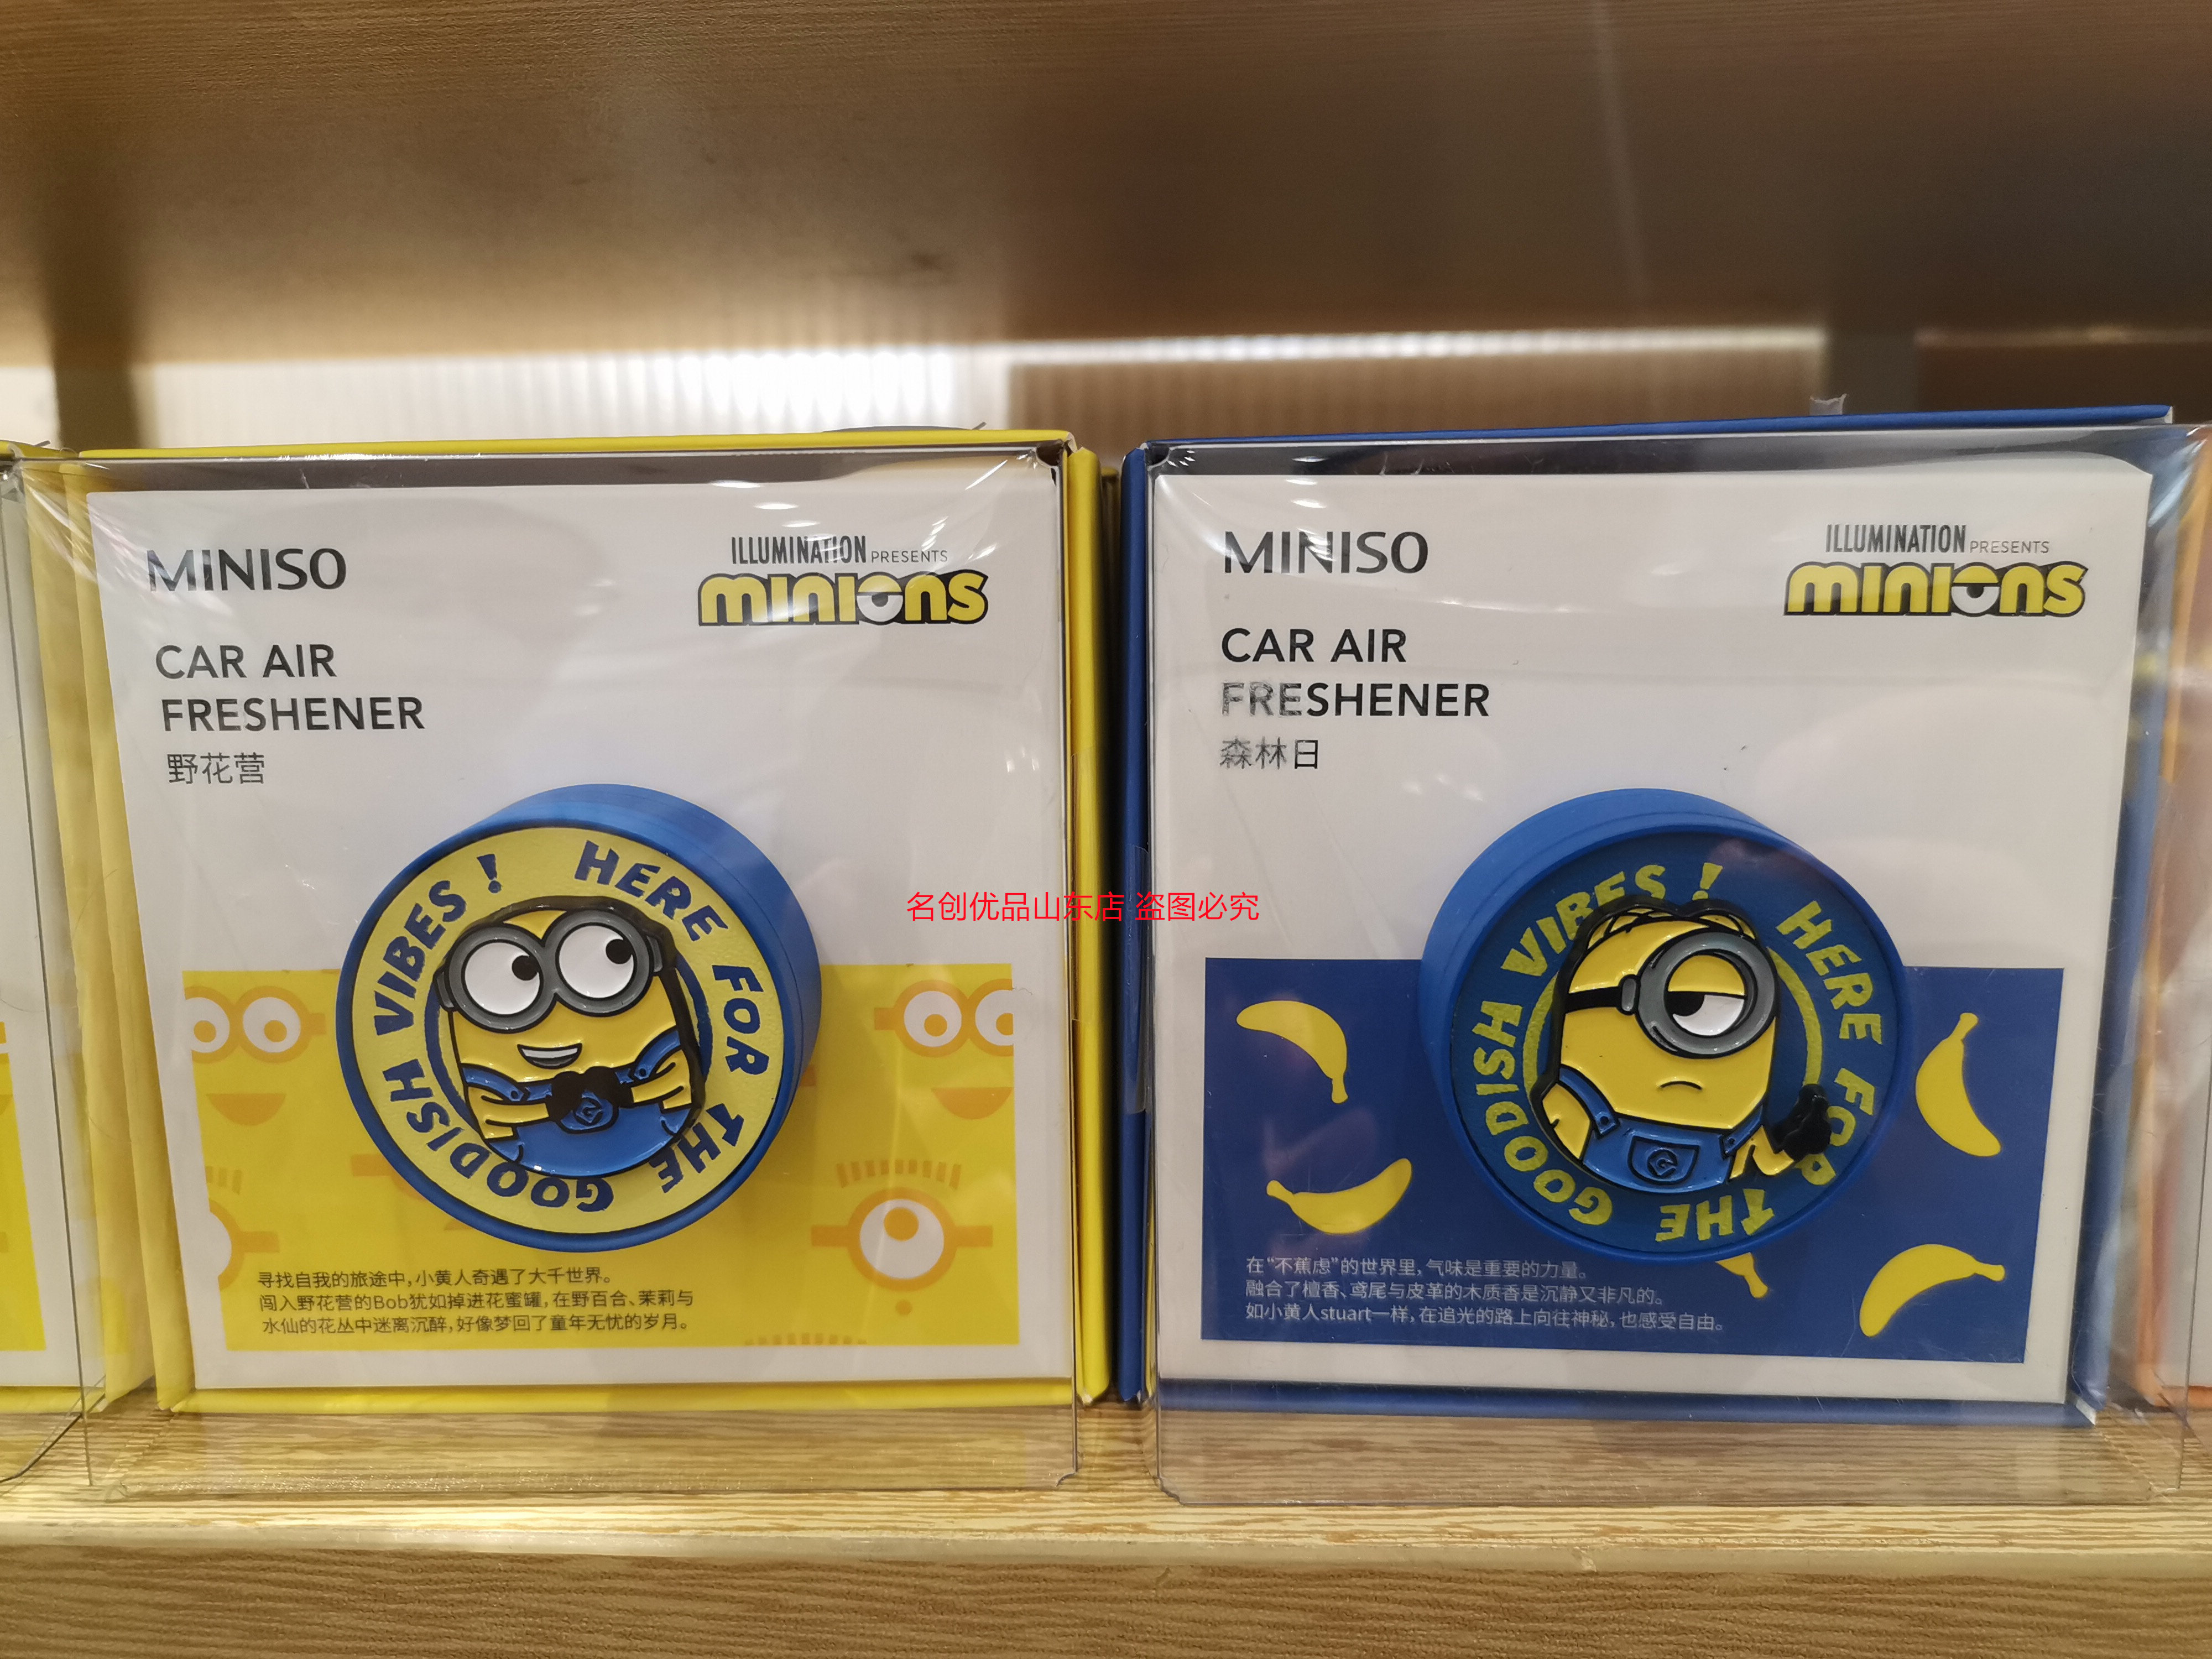 MINISO
ILLUMINATION PRESENTS
minions
CAR AIR
FRESHENER
野花营
HERE FOR THE GOODISH VIBES!
寻找自我的旅途中,小黄人奇遇了大千世界。
闯入野花营的Bob犹如掉进花蜜罐,在野百合、茉莉与
水仙的花丛中迷离沉醉,好像梦回了童年无忧的岁月。
MINISO
ILLUMINATION PRESENTS
minions
CAR AIR
FRESHENER
森林日
HERE FOR THE GOODISH VIBES!
在“不蕉虑”的世界里,气味是重要的力量。
融合了檀香、鸢尾与皮革的木质香是沉静又非凡的。
如小黄人stuart一样,在追光的路上向往神秘,也感受自由。
名创优品山东店 盗图必究